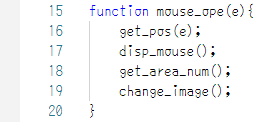 15 function mouse_ope(e){
16 get_pos(e);
17 disp_mouse();
18 get_area_num();
19 change_image();
20 }